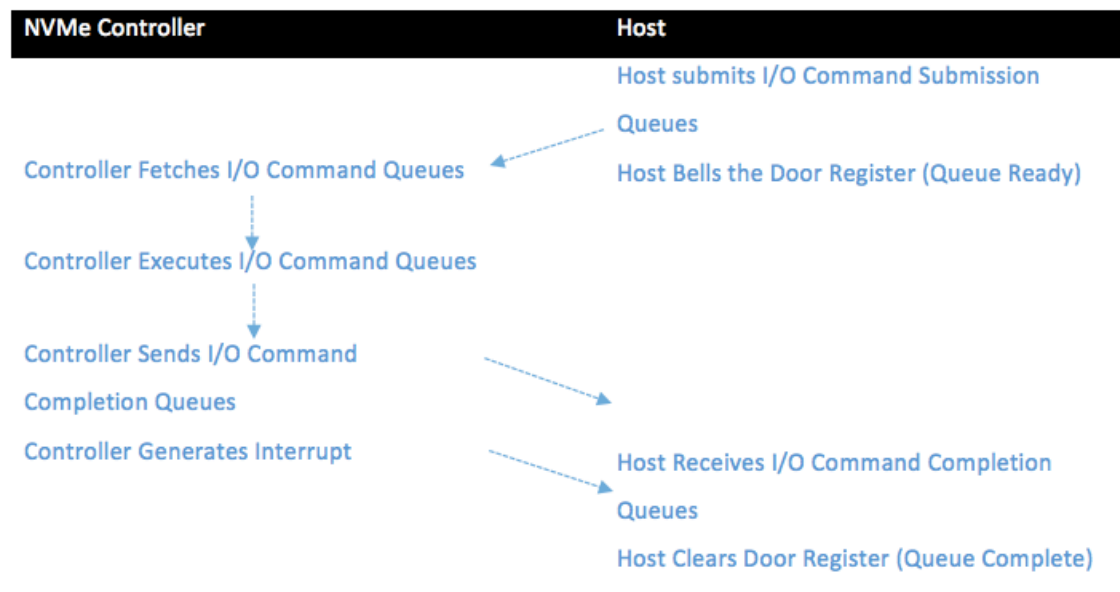 NVMe Controller Host
Host submits I/O Command Submission
Queues
Controller Fetches I/O Command Queues
Host Bells the Door Register (Queue Ready)
Controller Executes I/O Command Queues
Controller Sends I/O Command
Completion Queues
Controller Generates Interrupt
Host Receives I/O Command Completion
Queues
Host Clears Door Register (Queue Complete)